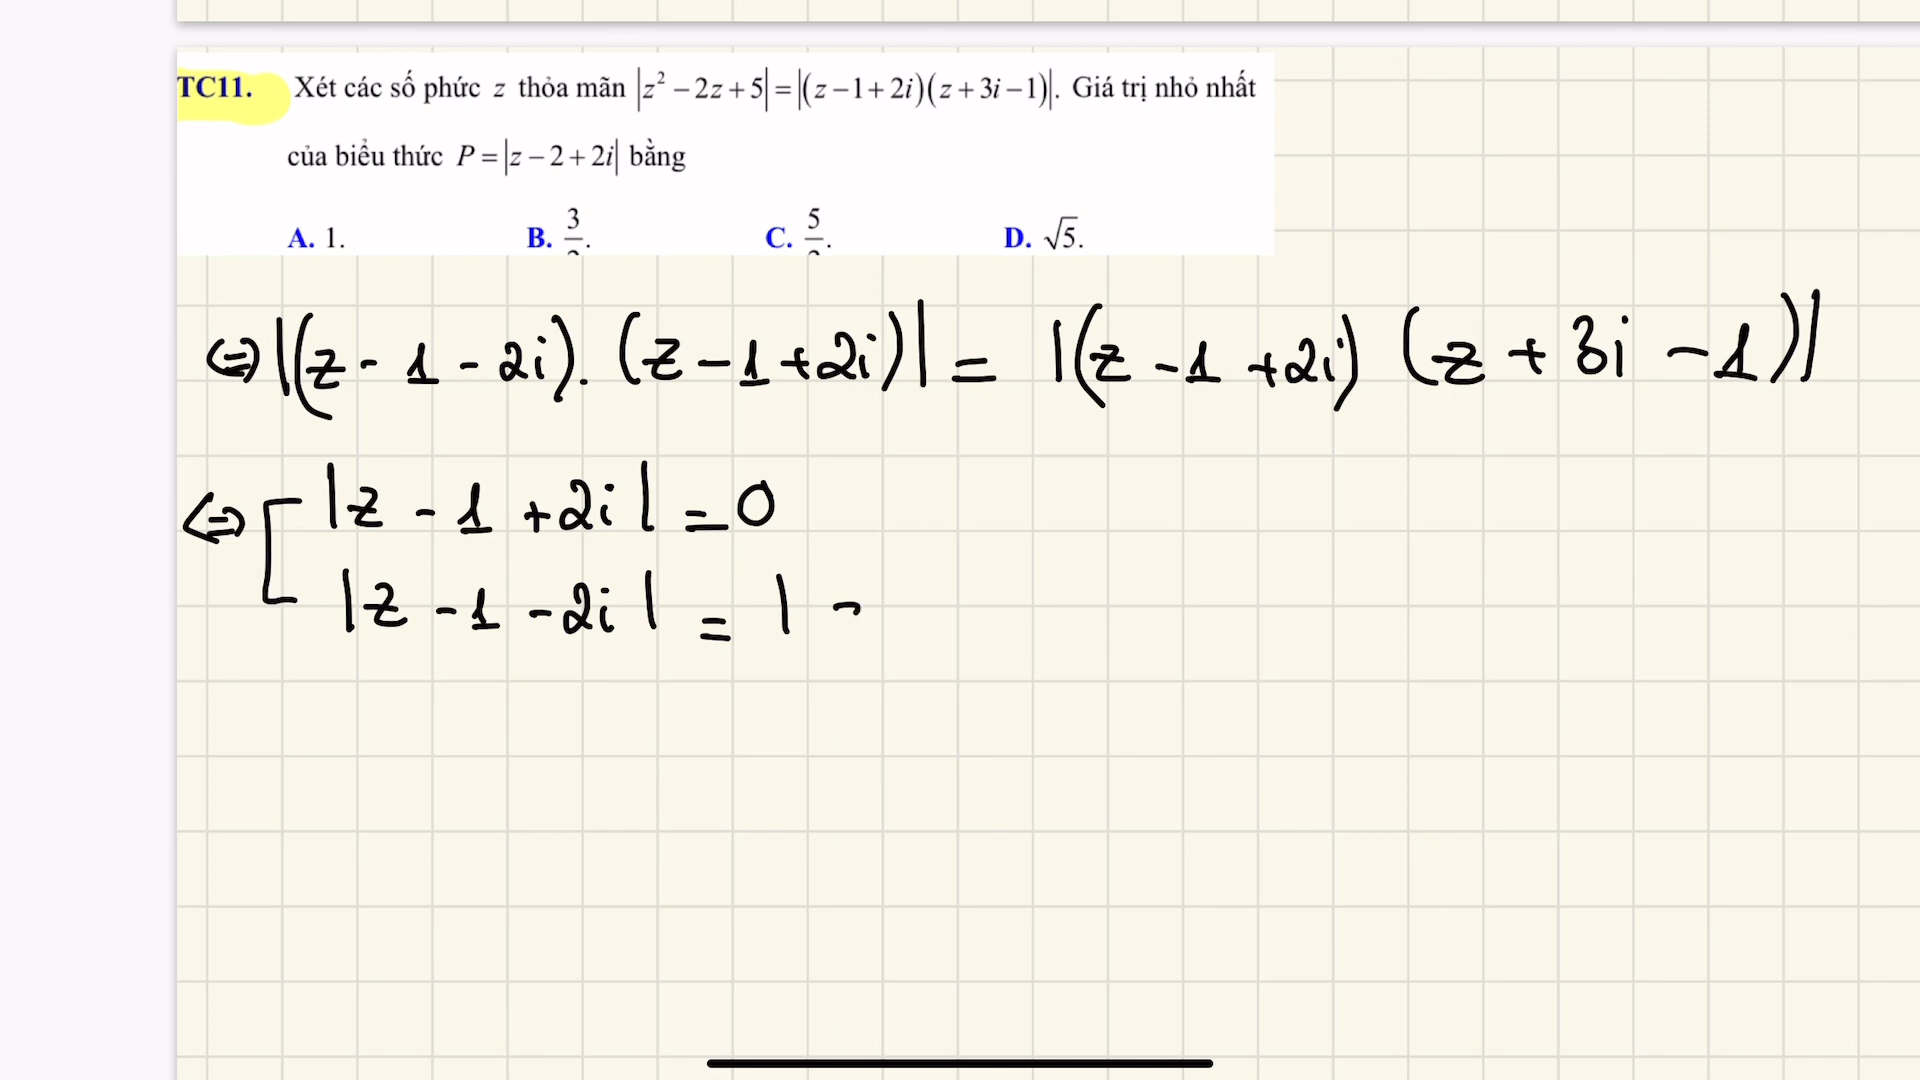 TC11. Xét các số phức z thỏa mãn |z² − 2z + 5| = |(z − 1 + 2i)(z + 3i − 1)|. Giá trị nhỏ nhất
của biểu thức P = |z − 2 + 2i| bằng
A. 1. B. 3/2. C. 5/2. D. √5.
⇔ |(z - 1 - 2i). (z - 1 + 2i)| = |(z - 1 + 2i) (z + 3i - 1)|
⇔ [ |z - 1 + 2i| = 0
|z - 1 - 2i| = |